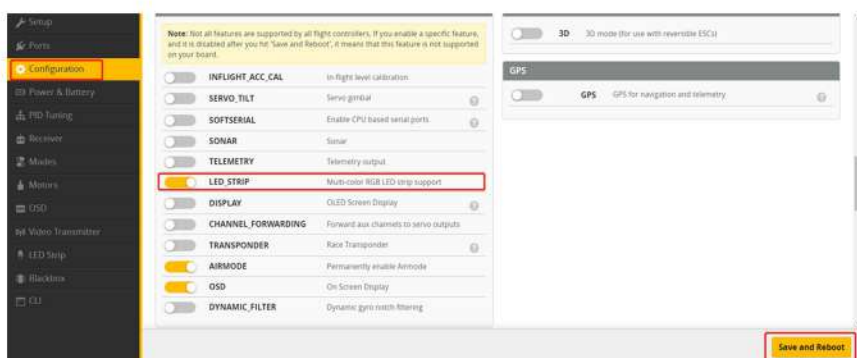 Setup
Ports
Configuration
Power & Battery
PID Tuning
Receiver
Modes
Motors
OSD
Video Transmitter
LED Strip
Blackbox
CLI
Note: Not all features are supported by all flight controllers. If you enable a specific feature,
and it is disabled after you hit 'Save and Reboot', it means that this feature is not supported
on your board.
INFLIGHT_ACC_CAL In-flight level calibration
SERVO_TILT Servo gimbal
SOFTSERIAL Enable CPU based serial ports
SONAR Sonar
TELEMETRY Telemetry output
LED_STRIP Multi-color RGB LED strip support
DISPLAY OLED Screen Display
CHANNEL_FORWARDING Forward aux channels to servo outputs
TRANSPONDER Race Transponder
AIRMODE Permanently enable Airmode
OSD On Screen Display
DYNAMIC_FILTER Dynamic gyro notch filtering
3D 3D mode (for use with reversible ESCs)
GPS
GPS GPS for navigation and telemetry
Save and Reboot